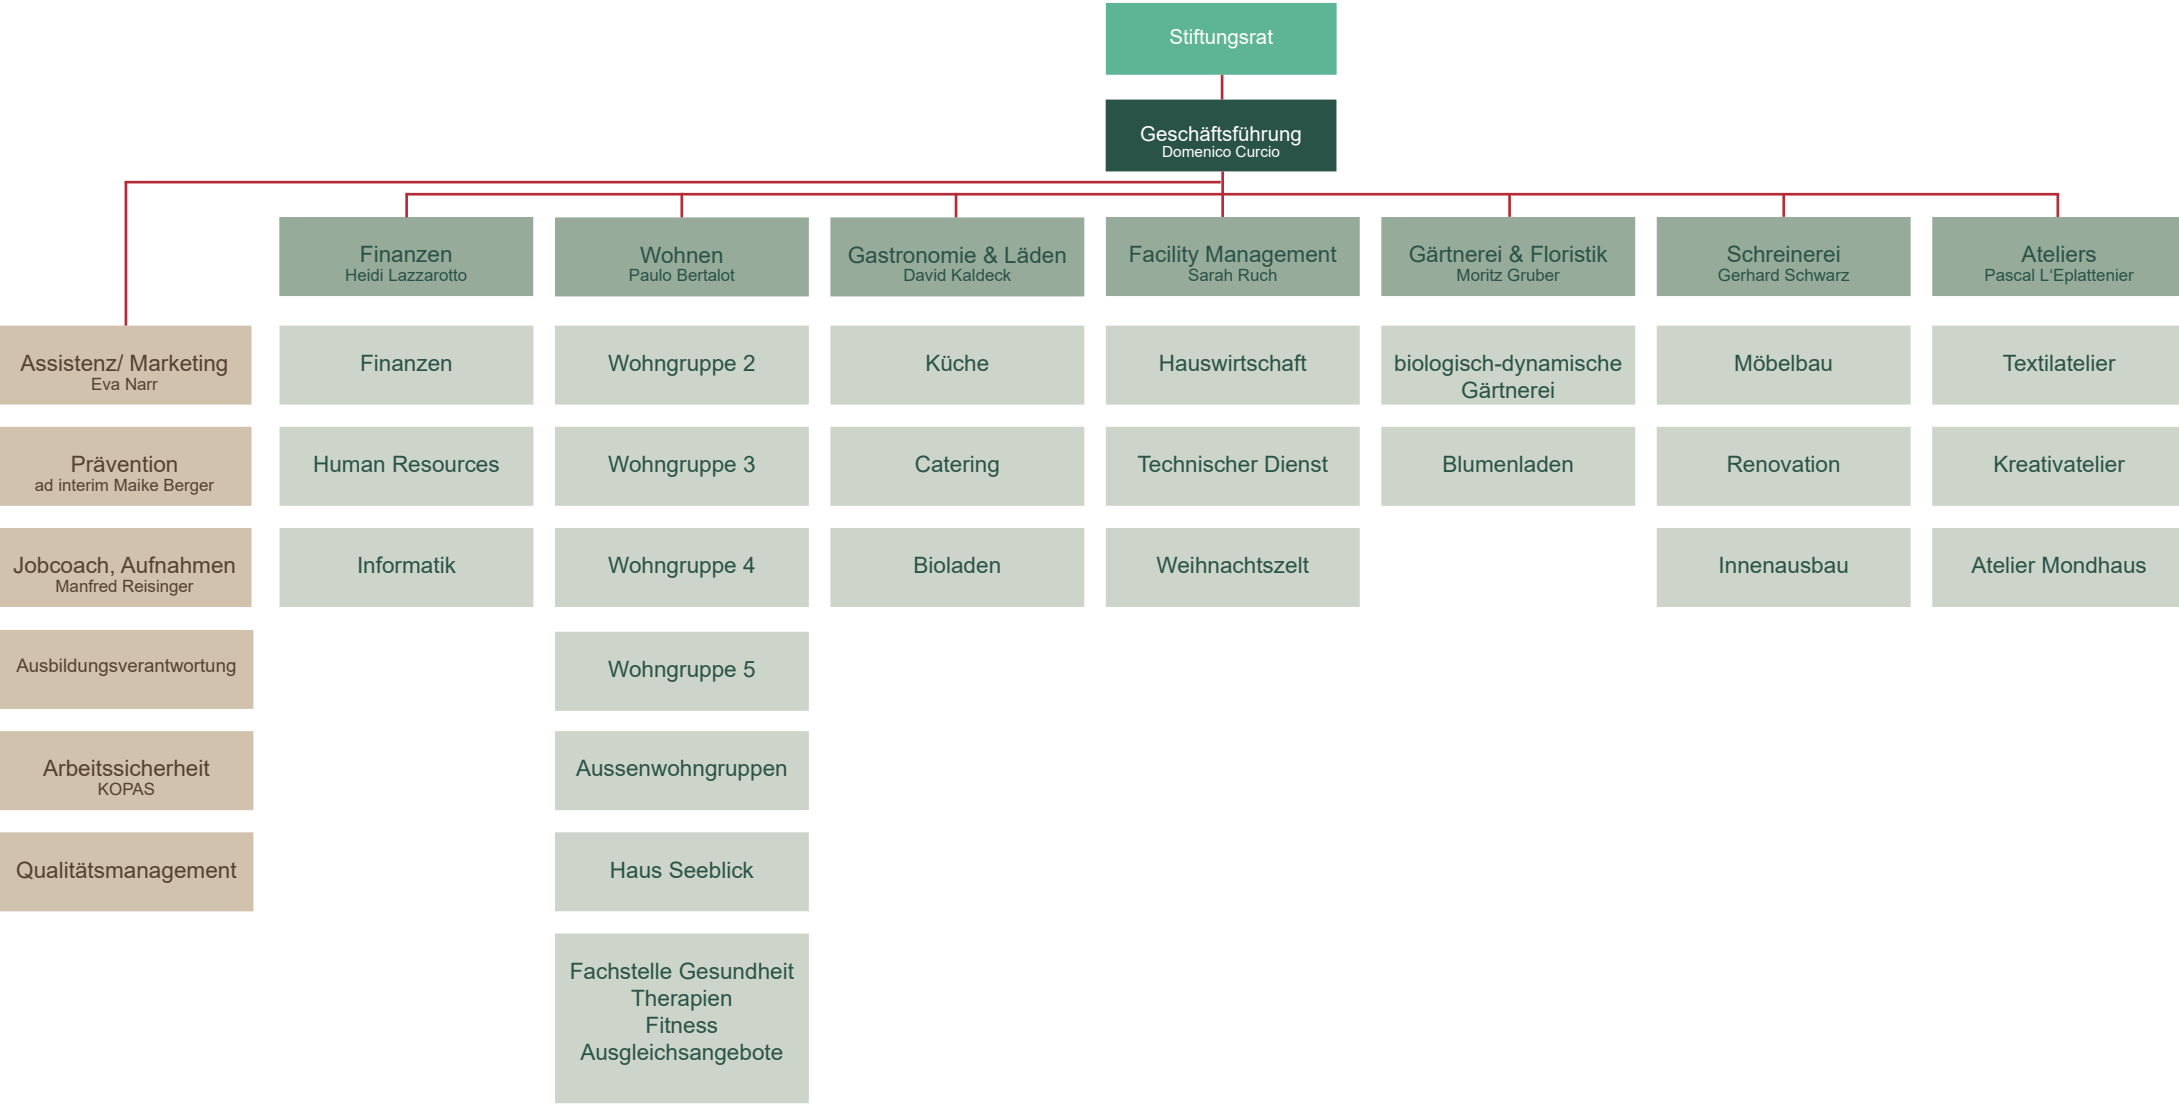 Stiftungsrat
Geschäftsführung
Domenico Curcio
Finanzen
Heidi Lazzarotto
Wohnen
Paulo Bertalot
Gastronomie & Läden
David Kaldeck
Facility Management
Sarah Ruch
Gärtnerei & Floristik
Moritz Gruber
Schreinerei
Gerhard Schwarz
Ateliers
Pascal L‘Eplattenier
Assistenz/ Marketing
Eva Narr
Finanzen
Wohngruppe 2
Küche
Hauswirtschaft
biologisch-dynamische
Gärtnerei
Möbelbau
Textilatelier
Prävention
ad interim Maike Berger
Human Resources
Wohngruppe 3
Catering
Technischer Dienst
Blumenladen
Renovation
Kreativatelier
Jobcoach, Aufnahmen
Manfred Reisinger
Informatik
Wohngruppe 4
Bioladen
Weihnachtszelt
Innenausbau
Atelier Mondhaus
Ausbildungsverantwortung
Wohngruppe 5
Arbeitssicherheit
KOPAS
Aussenwohngruppen
Qualitätsmanagement
Haus Seeblick
Fachstelle Gesundheit
Therapien
Fitness
Ausgleichsangebote